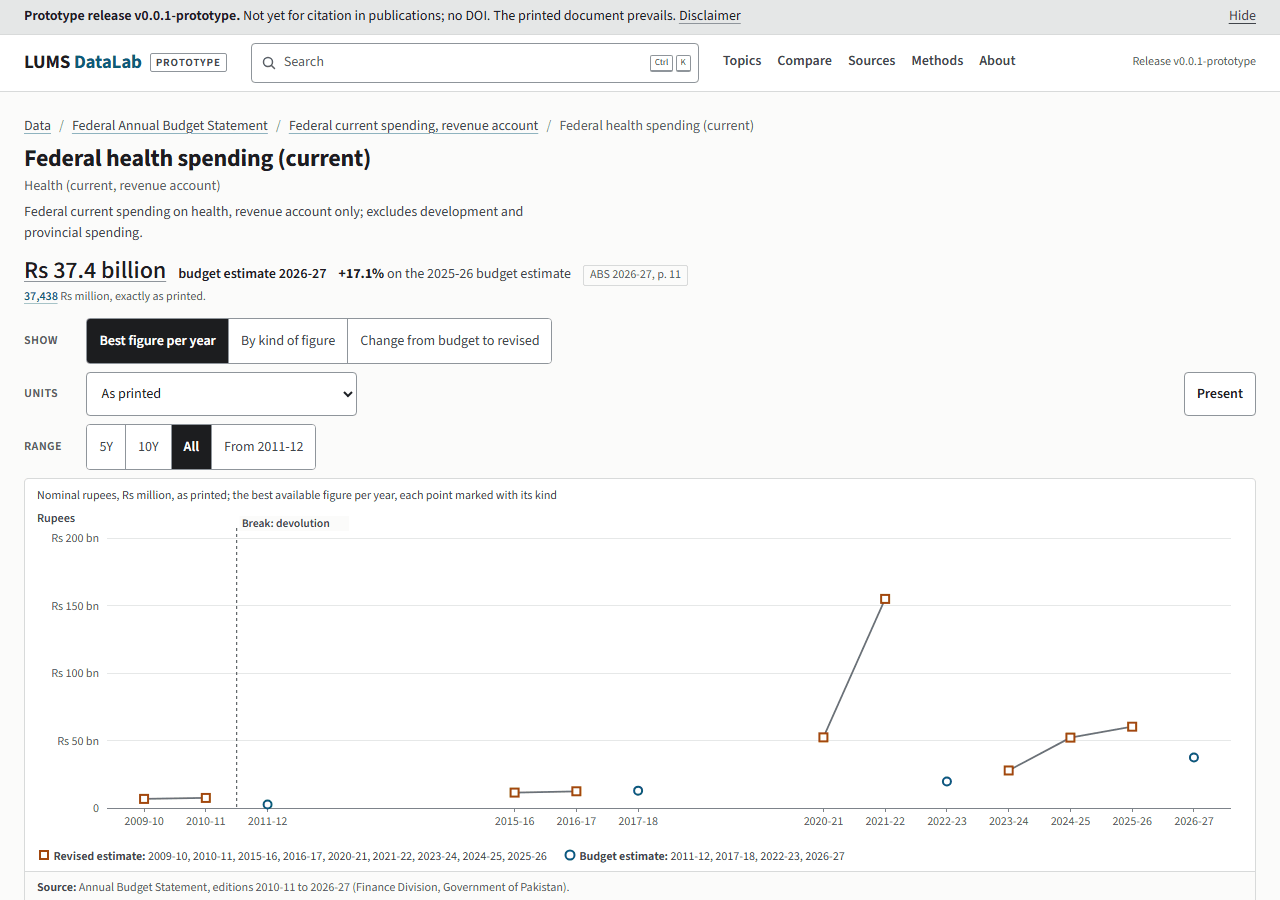 Prototype release v0.0.1-prototype. Not yet for citation in publications; no DOI. The printed document prevails. Disclaimer
Hide
LUMS DataLab PROTOTYPE
Search
Ctrl K
Topics Compare Sources Methods About
Release v0.0.1-prototype
Data / Federal Annual Budget Statement / Federal current spending, revenue account / Federal health spending (current)
Federal health spending (current)
Health (current, revenue account)
Federal current spending on health, revenue account only; excludes development and
provincial spending.
Rs 37.4 billion budget estimate 2026-27 +17.1% on the 2025-26 budget estimate ABS 2026-27, p. 11
37,438 Rs million, exactly as printed.
SHOW Best figure per year By kind of figure Change from budget to revised
UNITS As printed Present
RANGE 5Y 10Y All From 2011-12
Nominal rupees, Rs million, as printed; the best available figure per year, each point marked with its kind
Rupees
Break: devolution
Rs 200 bn
Rs 150 bn
Rs 100 bn
Rs 50 bn
0
2009-10 2010-11 2011-12 2015-16 2016-17 2017-18 2020-21 2021-22 2022-23 2023-24 2024-25 2025-26 2026-27
Revised estimate: 2009-10, 2010-11, 2015-16, 2016-17, 2020-21, 2021-22, 2023-24, 2024-25, 2025-26 Budget estimate: 2011-12, 2017-18, 2022-23, 2026-27
Source: Annual Budget Statement, editions 2010-11 to 2026-27 (Finance Division, Government of Pakistan).